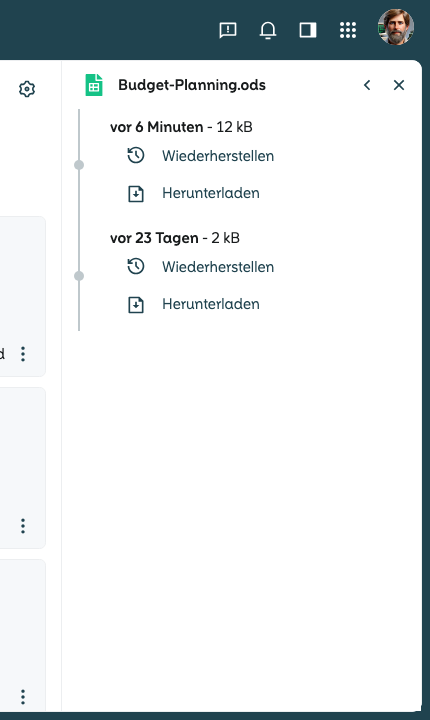 Budget-Planning.ods
vor 6 Minuten - 12 kB
Wiederherstellen
Herunterladen
vor 23 Tagen - 2 kB
Wiederherstellen
Herunterladen
d